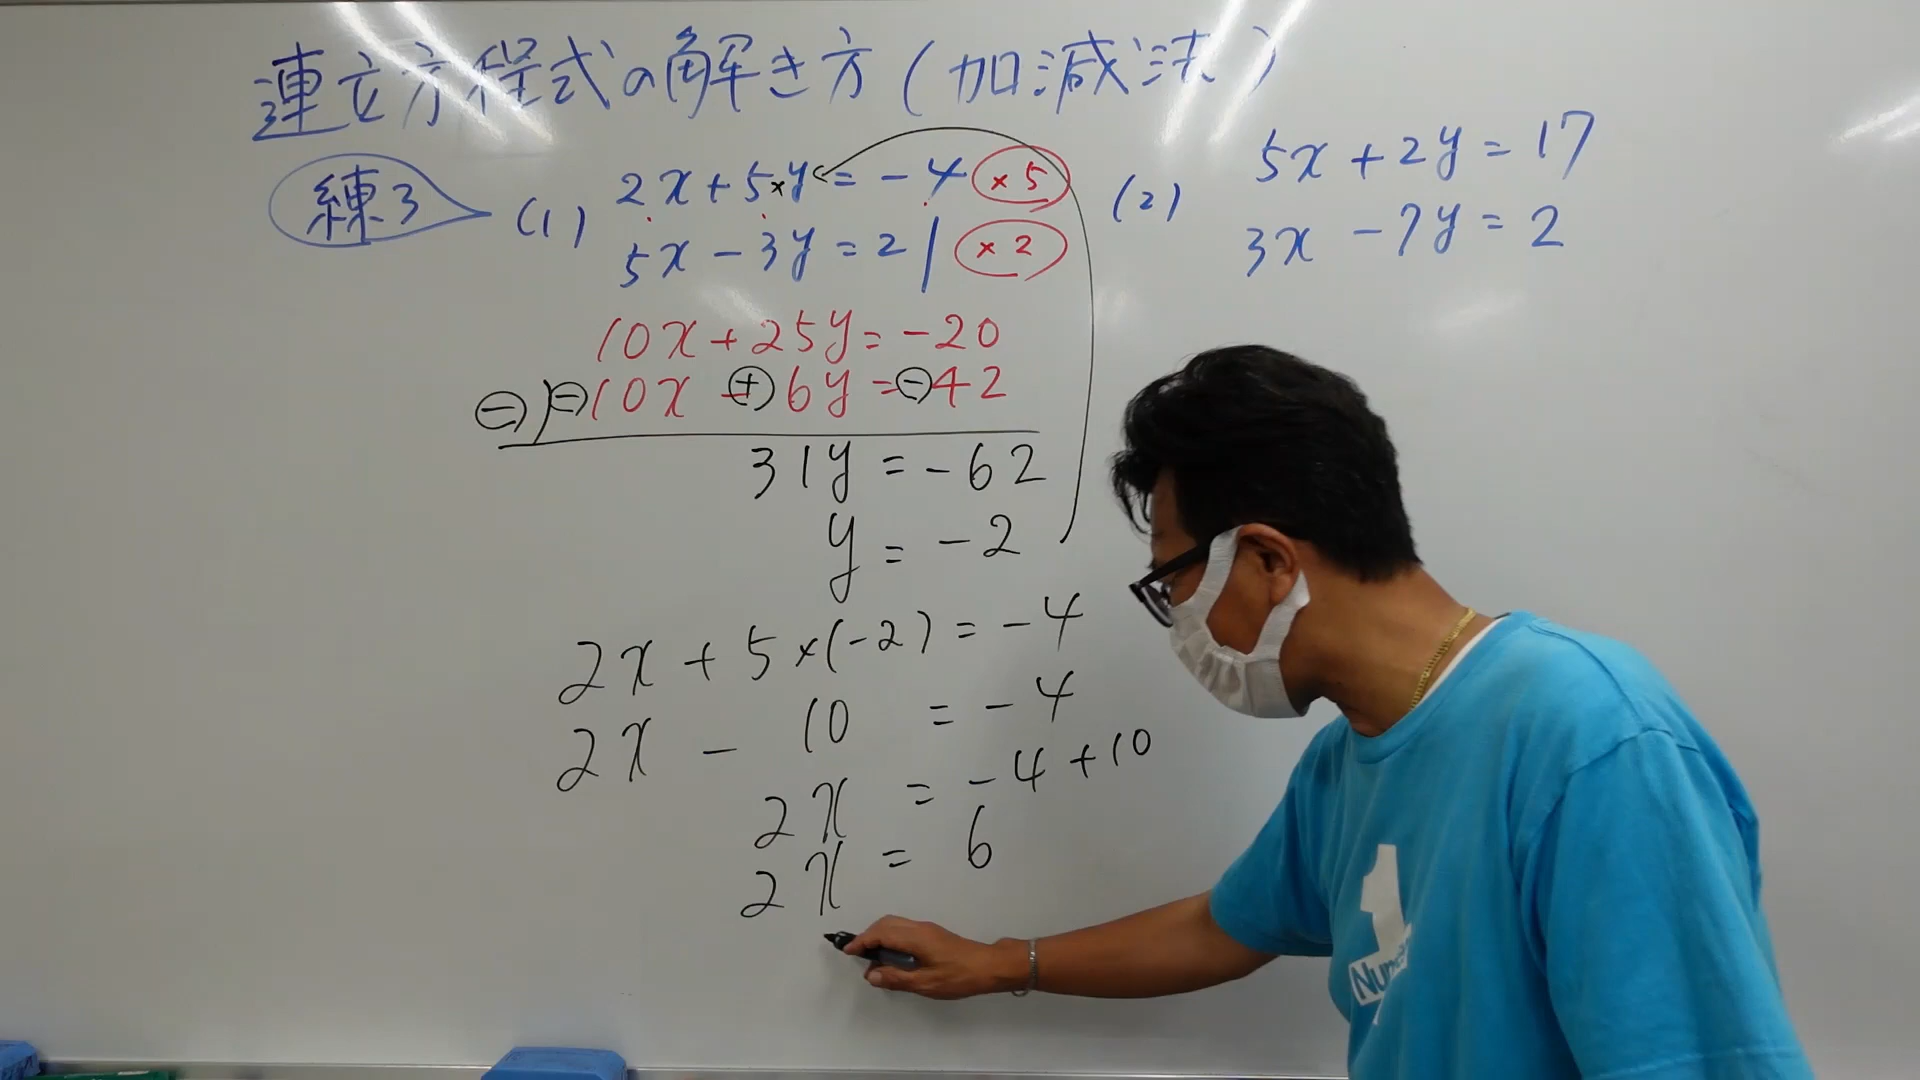 連立方程式の解き方(加減法)
練3
(1) 2x+5×y=-4 ×5
5x-3y=21 ×2
10x+25y=-20
⊖)⊖10x ⊕6y=⊖42
31y=-62
y=-2
2x+5×(-2)=-4
2x-10=-4
2x=-4+10
2x=6
(2) 5x+2y=17
3x-7y=2